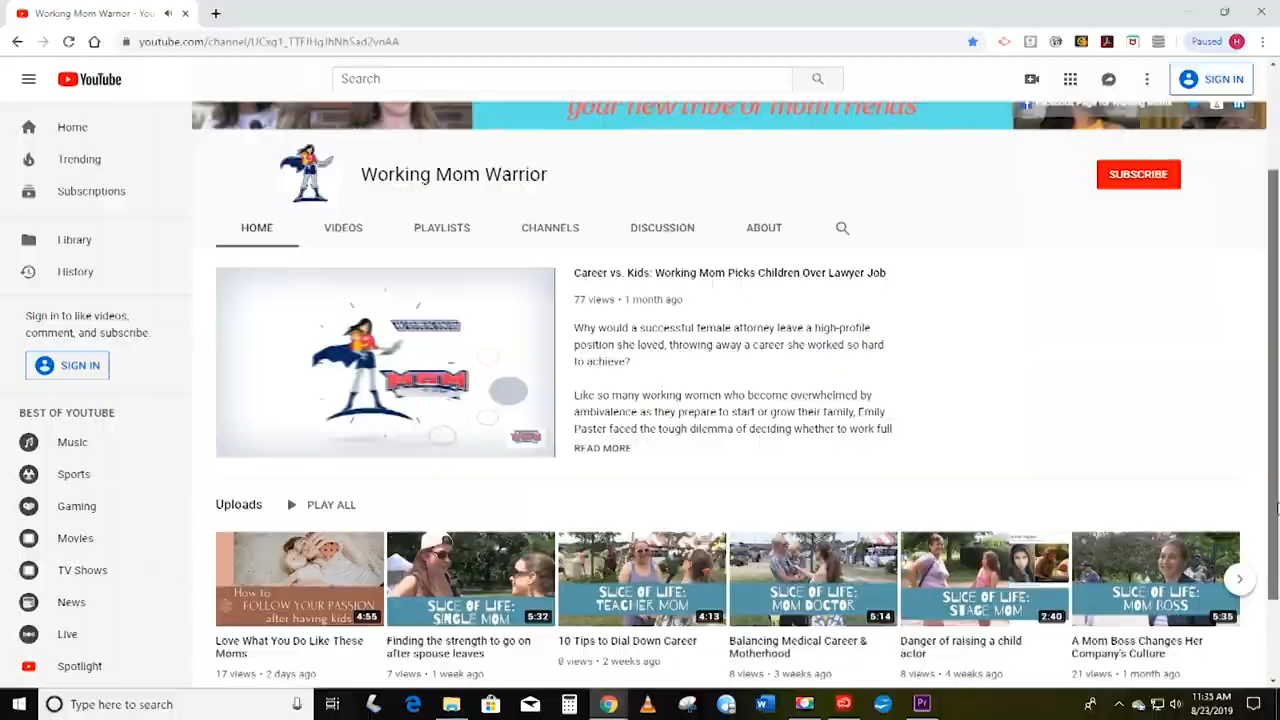 Working Mom Warrior - You
youtube.com/channel/UCxg1_TTFIHgJhNhSad2vnAA
Paused
H
YouTube
Search
SIGN IN
your new tribe of mom friends
Facebook Page for Working Moms
Home
Trending
Subscriptions
Library
History
Sign in to like videos,
comment, and subscribe.
SIGN IN
BEST OF YOUTUBE
Music
Sports
Gaming
Movies
TV Shows
News
Live
Spotlight
Working Mom Warrior
SUBSCRIBE
HOME VIDEOS PLAYLISTS CHANNELS DISCUSSION ABOUT
WORKING
MOM
Career vs. Kids: Working Mom Picks Children Over Lawyer Job
77 views • 1 month ago
Why would a successful female attorney leave a high-profile
position she loved, throwing away a career she worked so hard
to achieve?
Like so many working women who become overwhelmed by
ambivalence as they prepare to start or grow their family, Emily
Paster faced the tough dilemma of deciding whether to work full
READ MORE
Uploads PLAY ALL
How to
FOLLOW YOUR PASSION
after having kids
4:55
Love What You Do Like These
Moms
17 views • 2 days ago
SLICE OF LIFE:
SINGLE MOM
5:32
Finding the strength to go on
after spouse leaves
7 views • 1 week ago
SLICE OF LIFE:
TEACHER MOM
4:13
10 Tips to Dial Down Career
8 views • 2 weeks ago
SLICE OF LIFE:
MOM DOCTOR
5:14
Balancing Medical Career &
Motherhood
8 views • 3 weeks ago
SLICE OF LIFE:
STAGE MOM
2:40
Danger of raising a child
actor
8 views • 4 weeks ago
SLICE OF LIFE:
MOM BOSS
5:35
A Mom Boss Changes Her
Company's Culture
21 views • 1 month ago
Type here to search
11:35 AM
8/23/2019